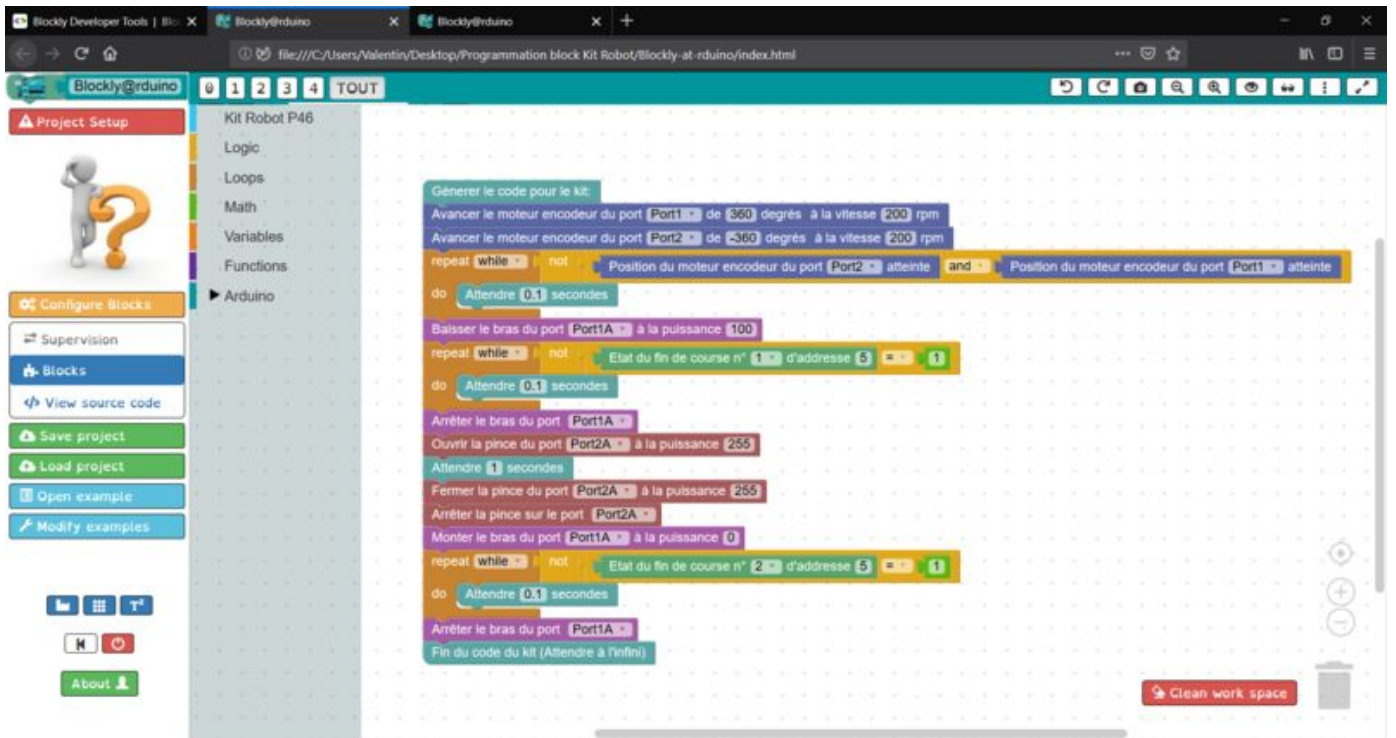 Blockly Developer Tools | Blo
Blockly@rduino
Blockly@rduino
file:///C:/Users/Valentin/Desktop/Programmation block Kit Robot/Blockly-at-rduino/index.html
Blockly@rduino
0 1 2 3 4 TOUT
Project Setup
Configure Blocks
Supervision
Blocks
View source code
Save project
Load project
Open example
Modify examples
About
Kit Robot P46
Logic
Loops
Math
Variables
Functions
Arduino
Génerer le code pour le kit:
Avancer le moteur encodeur du port Port1 de 360 degrés à la vitesse 200 rpm
Avancer le moteur encodeur du port Port2 de -360 degrés à la vitesse 200 rpm
repeat while not Position du moteur encodeur du port Port2 atteinte and Position du moteur encodeur du port Port1 atteinte
do Attendre 0.1 secondes
Baisser le bras du port Port1A à la puissance 100
repeat while not Etat du fin de course n° 1 d'addresse 5 = 1
do Attendre 0.1 secondes
Arrêter le bras du port Port1A
Ouvrir la pince du port Port2A à la puissance 255
Attendre 1 secondes
Fermer la pince du port Port2A à la puissance 255
Arrêter la pince sur le port Port2A
Monter le bras du port Port1A à la puissance 0
repeat while not Etat du fin de course n° 2 d'addresse 5 = 1
do Attendre 0.1 secondes
Arrêter le bras du port Port1A
Fin du code du kit (Attendre à l'infini)
Clean work space